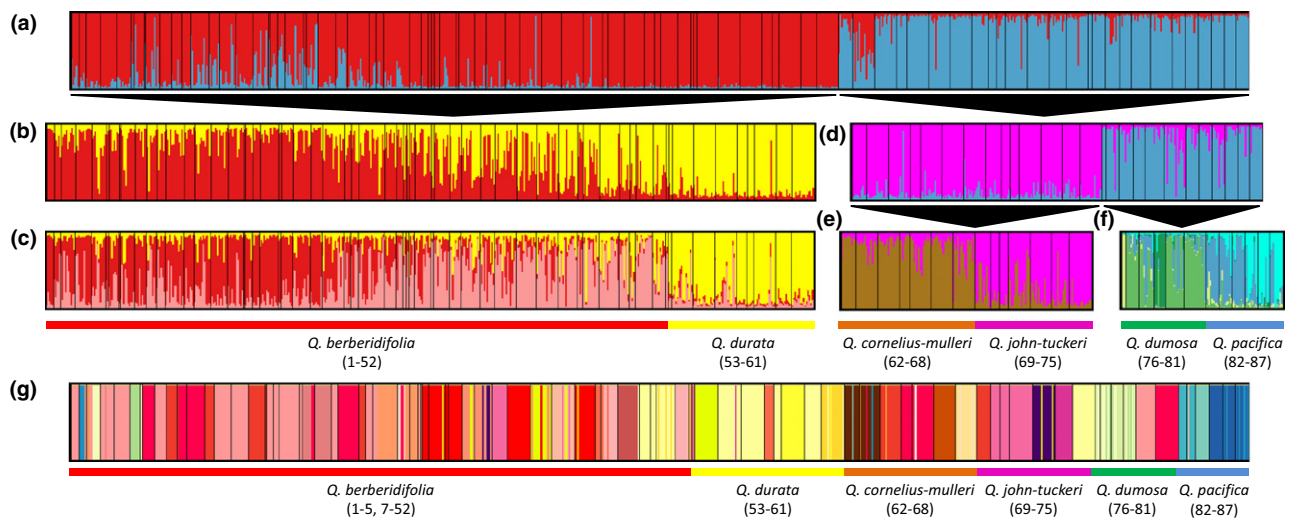 (a)
(b)
(d)
(c)
(e)
(f)
Q. berberidifolia
(1-52)
Q. durata
(53-61)
Q. cornelius-mulleri
(62-68)
Q. john-tuckeri
(69-75)
Q. dumosa
(76-81)
Q. pacifica
(82-87)
(g)
Q. berberidifolia
(1-5, 7-52)
Q. durata
(53-61)
Q. cornelius-mulleri
(62-68)
Q. john-tuckeri
(69-75)
Q. dumosa
(76-81)
Q. pacifica
(82-87)